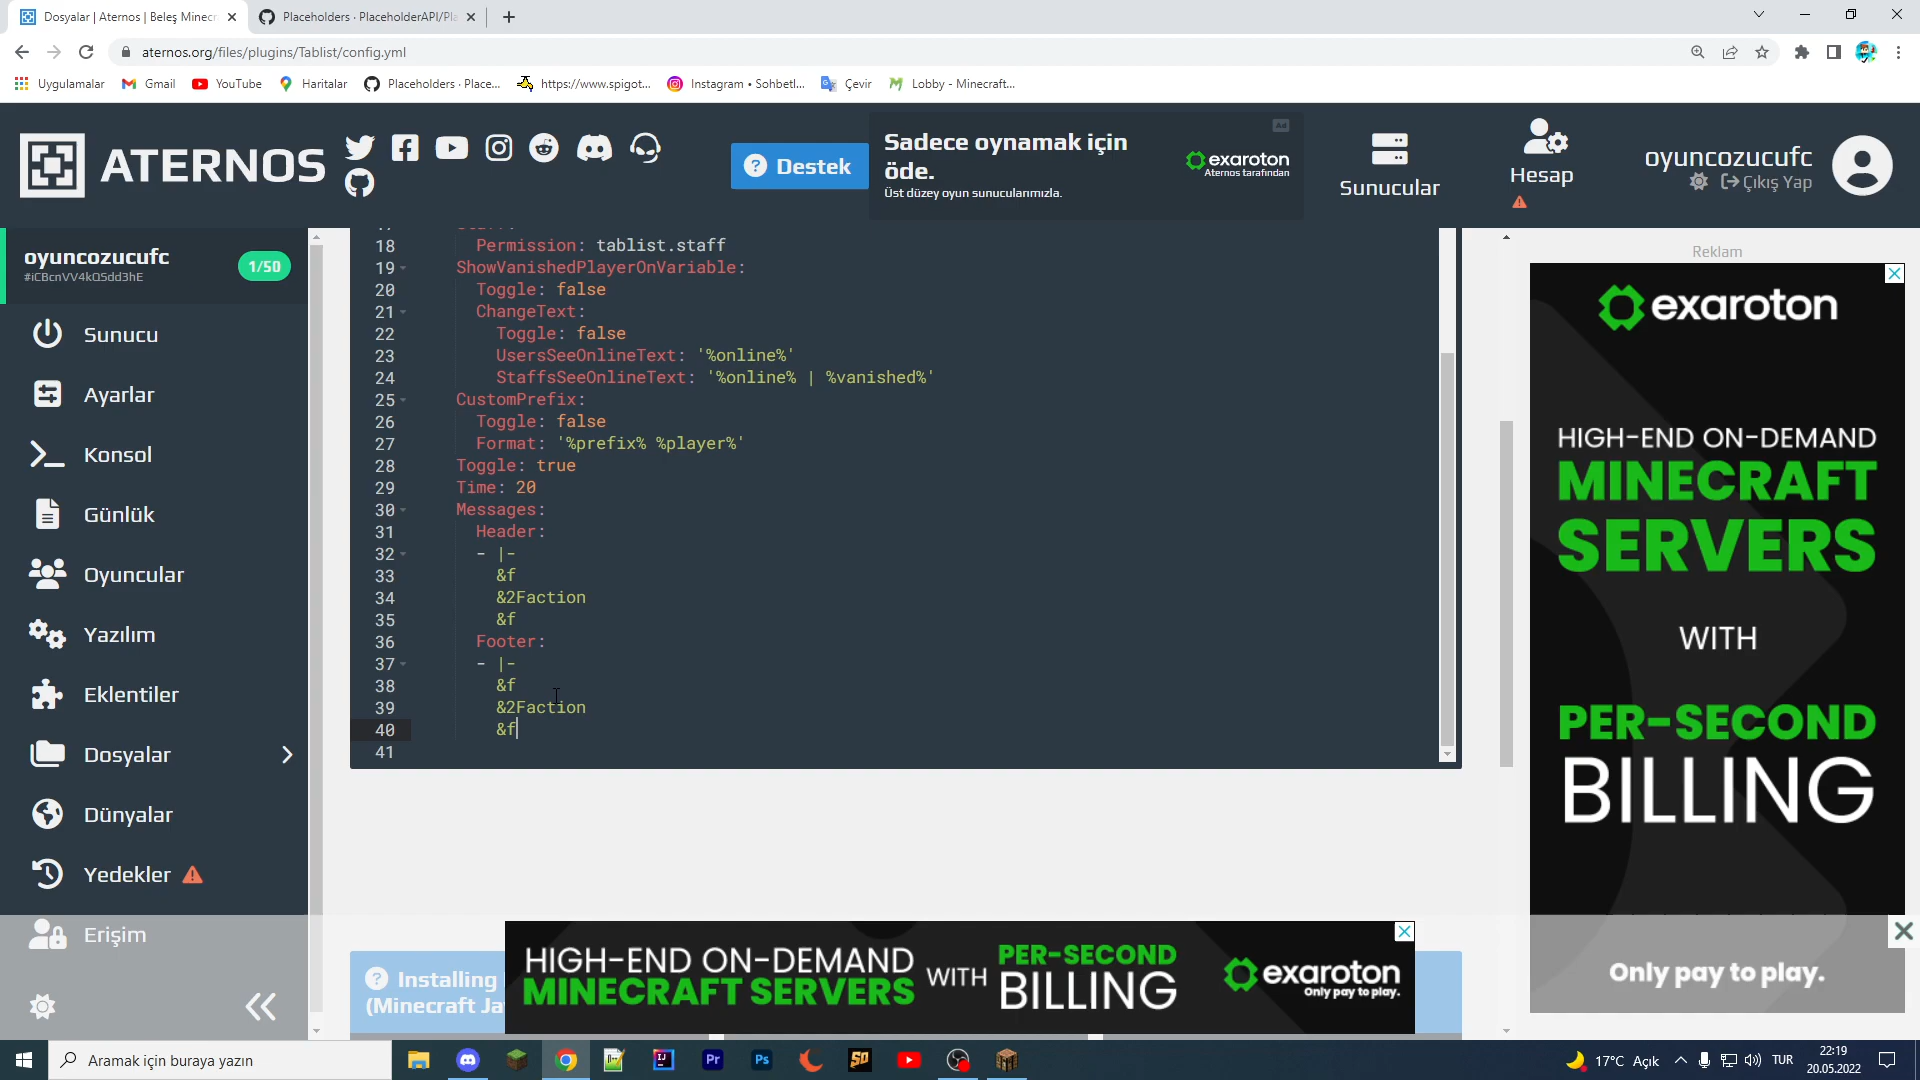 Dosyalar | Aternos | Beleş Minecr
Placeholders · PlaceholderAPI/Pla
aternos.org/files/plugins/Tablist/config.yml
Uygulamalar
Gmail
YouTube
Haritalar
Placeholders · Place...
https://www.spigot...
Instagram • Sohbetl...
Çevir
Lobby - Minecraft...
ATERNOS
Destek
Sadece oynamak için
öde.
Üst düzey oyun sunucularımızla.
Ad
exaroton
Aternos tarafından
Sunucular
Hesap
oyuncozucufc
Çıkış Yap
oyuncozucufc
1/50
Sunucu
Ayarlar
Konsol
Günlük
Oyuncular
Yazılım
Eklentiler
Dosyalar
Dünyalar
Yedekler
Erişim
18 Permission: tablist.staff
19 ShowVanishedPlayerOnVariable:
20 Toggle: false
21 ChangeText:
22 Toggle: false
23 UsersSeeOnlineText: '%online%'
24 StaffsSeeOnlineText: '%online% | %vanished%'
25 CustomPrefix:
26 Toggle: false
27 Format: '%prefix% %player%'
28 Toggle: true
29 Time: 20
30 Messages:
31 Header:
32 - |-
33 &f
34 &2Faction
35 &f
36 Footer:
37 - |-
38 &f
39 &2Faction
40 &f
41
Reklam
exaroton
HIGH-END ON-DEMAND
MINECRAFT
SERVERS
WITH
PER-SECOND
BILLING
Only pay to play.
Installing
(Minecraft Ja
HIGH-END ON-DEMAND
MINECRAFT SERVERS
WITH
PER-SECOND
BILLING
exaroton
Only pay to play.
Aramak için buraya yazın
17°C Açık
TUR
22:19
20.05.2022